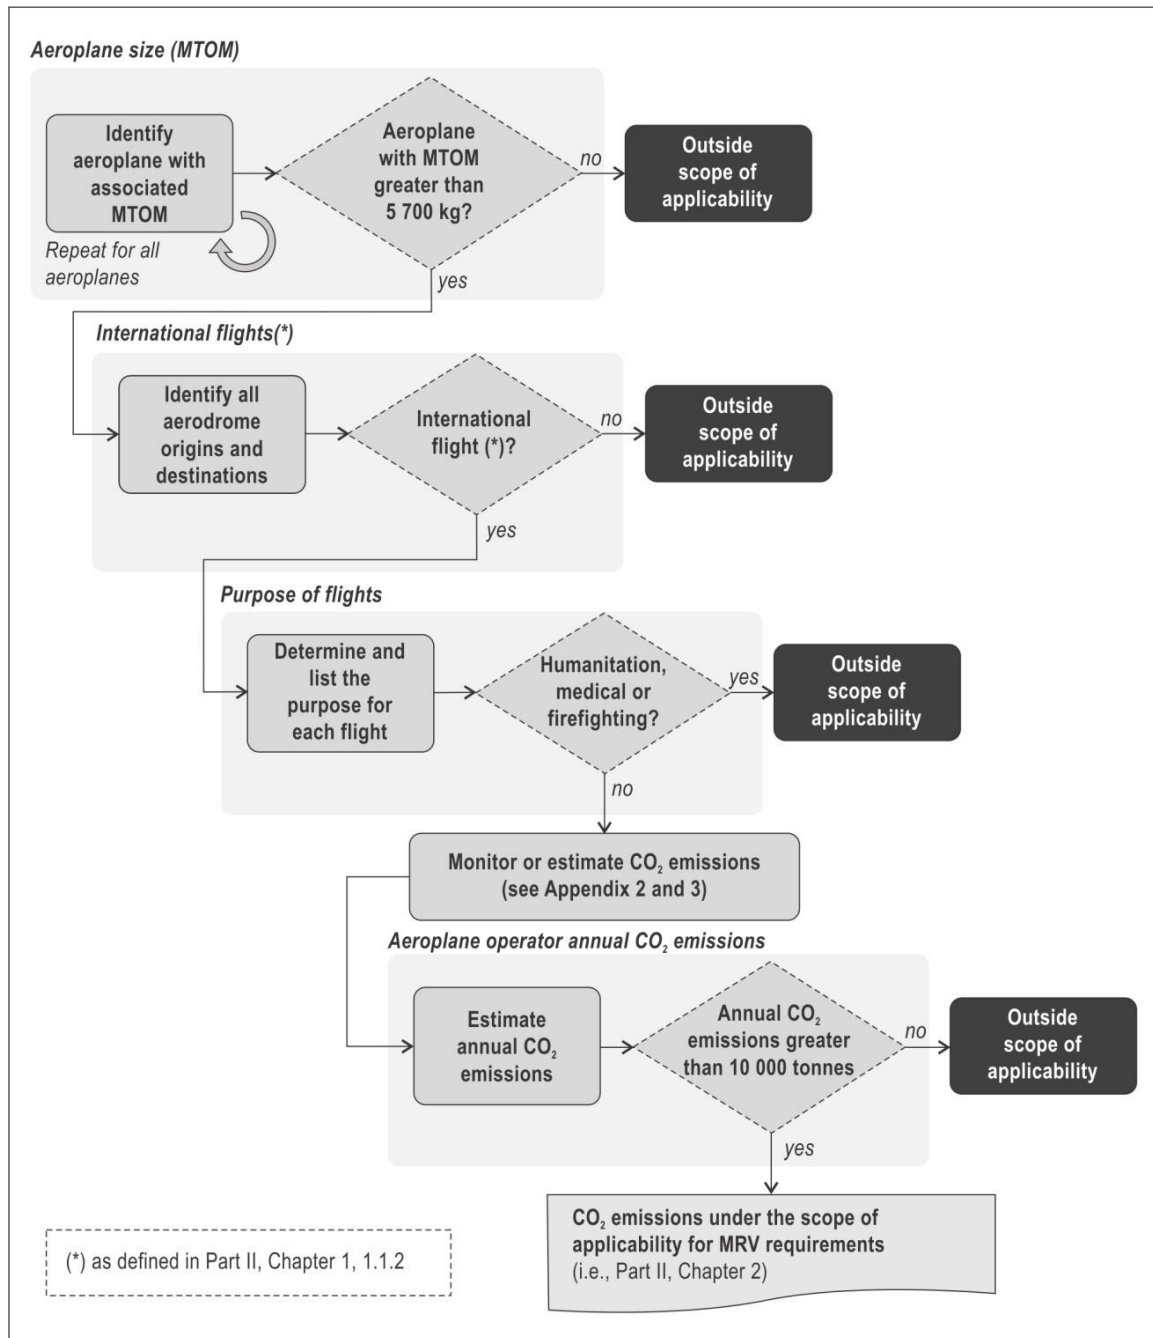 Aeroplane size (MTOM)
Identify
aeroplane with
associated
MTOM
Repeat for all
aeroplanes
Aeroplane
with MTOM
greater than
5 700 kg?
no
Outside
scope of
applicability
yes
International flights(*)
Identify all
aerodrome
origins and
destinations
International
flight (*)?
no
Outside
scope of
applicability
yes
Purpose of flights
Determine and
list the
purpose for
each flight
Humanitation,
medical or
firefighting?
yes
Outside
scope of
applicability
no
Monitor or estimate CO₂ emissions
(see Appendix 2 and 3)
Aeroplane operator annual CO₂ emissions
Estimate
annual CO₂
emissions
Annual CO₂
emissions greater
than 10 000 tonnes
no
Outside
scope of
applicability
yes
CO₂ emissions under the scope of
applicability for MRV requirements
(i.e., Part II, Chapter 2)
(*) as defined in Part II, Chapter 1, 1.1.2